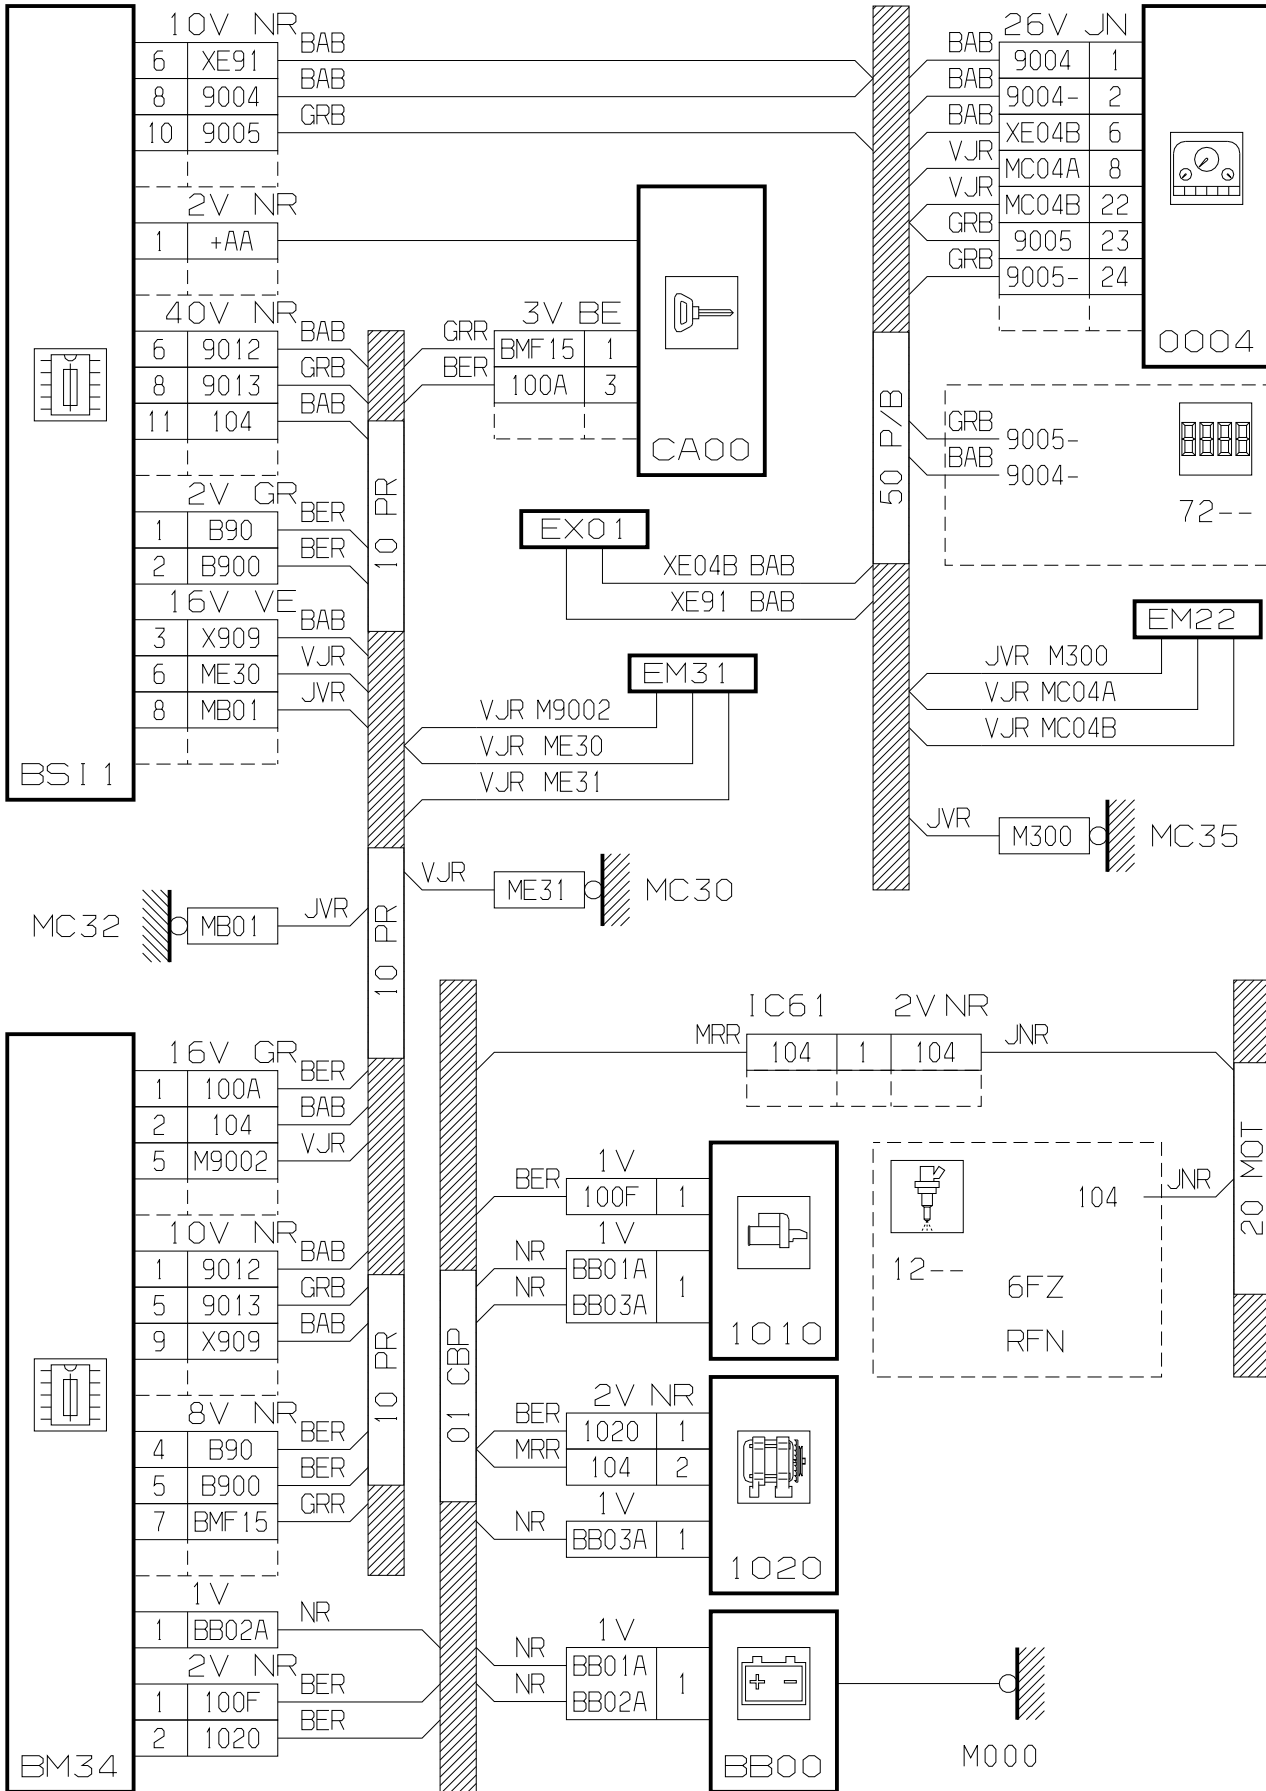 10V NR
6 XE91 BAB
8 9004 BAB
10 9005 GRB
2V NR
1 +AA
40V NR
6 9012 BAB
8 9013 GRB
11 104 BAB
2V GR
1 B90 BER
2 B900 BER
16V VE
3 X909 BAB
6 ME30 VJR
8 MB01 JVR
BSI1
10 PR
GRR BMF15 1
BER 100A 3
3V BE
CA00
50 P/B
26V JN
BAB 9004 1
BAB 9004- 2
BAB XE04B 6
VJR MC04A 8
VJR MC04B 22
GRB 9005 23
GRB 9005- 24
0004
GRB 9005-
BAB 9004-
72--
EX01
XE04B BAB
XE91 BAB
EM31
VJR M9002
VJR ME30
VJR ME31
EM22
JVR M300
VJR MC04A
VJR MC04B
JVR M300 MC35
VJR ME31 MC30
MC32 MB01 JVR
10 PR
16V GR
1 100A BER
2 104 BAB
5 M9002 VJR
10V NR
1 9012 BAB
5 9013 GRB
9 X909 BAB
8V NR
4 B90 BER
5 B900 BER
7 BMF15 GRR
1V
1 BB02A NR
2V NR
1 100F BER
2 1020 BER
BM34
10 PR
01 CBP
IC61 2V NR
MRR 104 1 104 JNR
20 MOT
1V
BER 100F 1
1V
NR BB01A
NR BB03A
1
1010
104 JNR
12--
6FZ
RFN
2V NR
BER 1020 1
MRR 104 2
1V
NR BB03A 1
1020
1V
NR BB01A
NR BB02A
1
+ -
BB00
M000